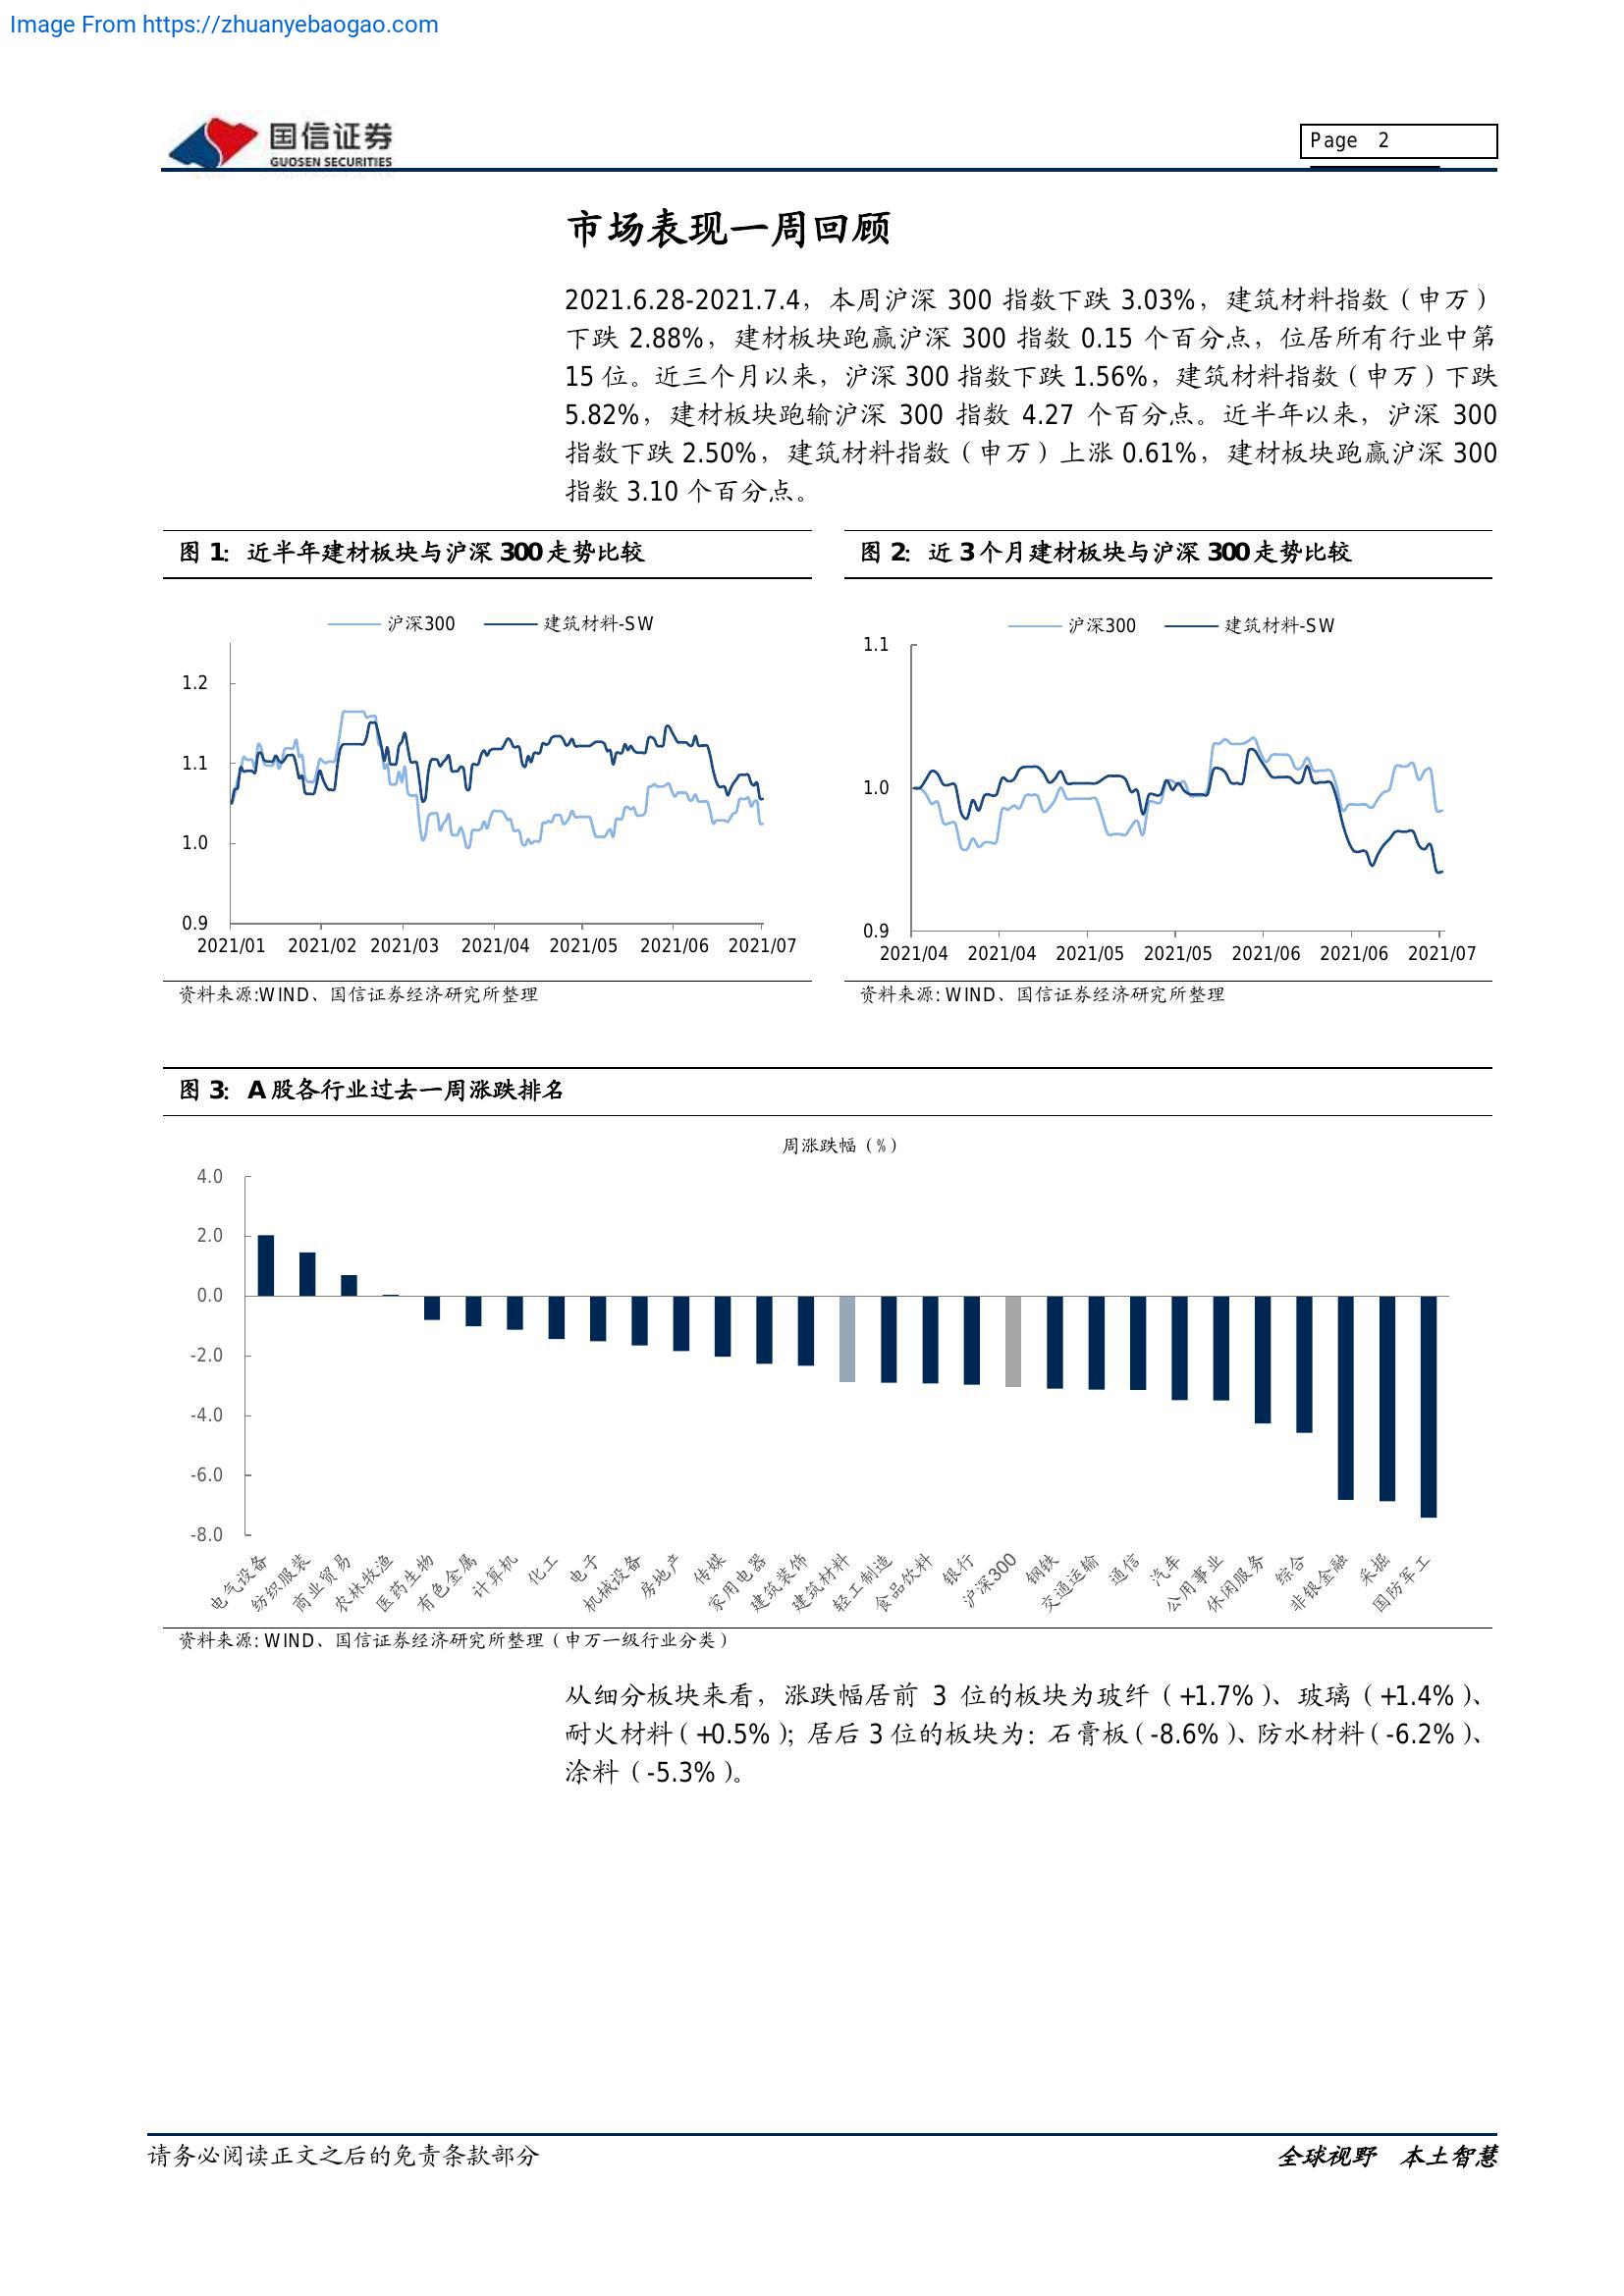 Image From https://zhuanyebaogao.com
国信证券
GUOSEN SECURITIES
Page 2
市场表现一周回顾
2021.6.28-2021.7.4，本周沪深 300 指数下跌 3.03%，建筑材料指数（申万）
下跌 2.88%，建材板块跑赢沪深 300 指数 0.15 个百分点，位居所有行业中第
15 位。近三个月以来，沪深 300 指数下跌 1.56%，建筑材料指数（申万）下跌
5.82%，建材板块跑输沪深 300 指数 4.27 个百分点。近半年以来，沪深 300
指数下跌 2.50%，建筑材料指数（申万）上涨 0.61%，建材板块跑赢沪深 300
指数 3.10 个百分点。
图 1：近半年建材板块与沪深 300 走势比较
沪深300 建筑材料-SW
1.2
1.1
1.0
0.9
2021/01 2021/02 2021/03 2021/04 2021/05 2021/06 2021/07
资料来源:WIND、国信证券经济研究所整理
图 2：近 3 个月建材板块与沪深 300 走势比较
沪深300 建筑材料-SW
1.1
1.0
0.9
2021/04 2021/04 2021/05 2021/05 2021/06 2021/06 2021/07
资料来源: WIND、国信证券经济研究所整理
图 3：A 股各行业过去一周涨跌排名
周涨跌幅（%）
4.0
2.0
0.0
-2.0
-4.0
-6.0
-8.0
电气设备 纺织服装 商业贸易 农林牧渔 医药生物 有色金属 计算机 化工 电子 机械设备 房地产 传媒 家用电器 建筑装饰 建筑材料 轻工制造 食品饮料 银行 沪深300 钢铁 交通运输 通信 汽车 公用事业 休闲服务 综合 非银金融 采掘 国防军工
资料来源: WIND、国信证券经济研究所整理（申万一级行业分类）
从细分板块来看，涨跌幅居前 3 位的板块为玻纤（+1.7%）、玻璃（+1.4%）、
耐火材料（+0.5%）；居后 3 位的板块为：石膏板（-8.6%）、防水材料（-6.2%）、
涂料（-5.3%）。
请务必阅读正文之后的免责条款部分
全球视野 本土智慧